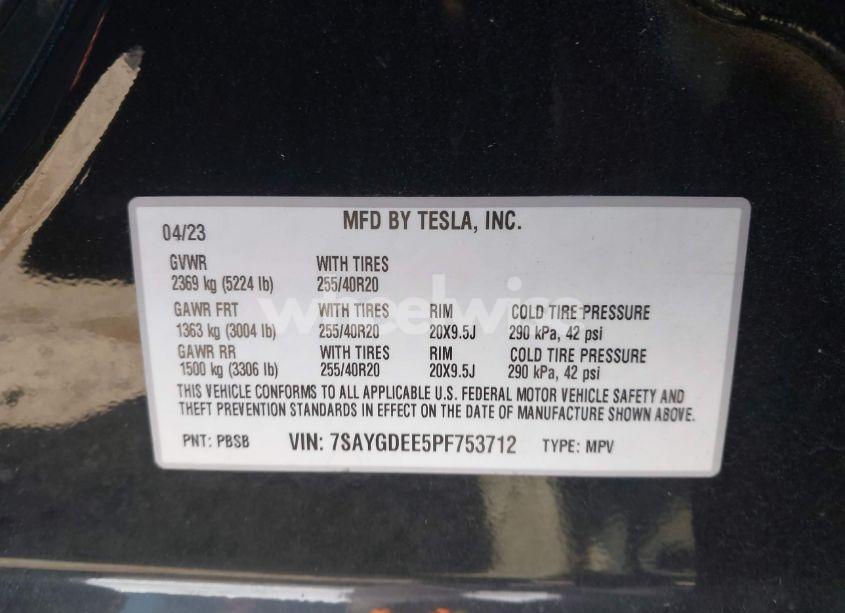 MFD BY TESLA, INC.
04/23
GVWR WITH TIRES
2369 kg (5224 lb) 255/40R20
GAWR FRT WITH TIRES RIM COLD TIRE PRESSURE
1363 kg (3004 lb) 255/40R20 20X9.5J 290 kPa, 42 psi
GAWR RR WITH TIRES RIM COLD TIRE PRESSURE
1500 kg (3306 lb) 255/40R20 20X9.5J 290 kPa, 42 psi
THIS VEHICLE CONFORMS TO ALL APPLICABLE U.S. FEDERAL MOTOR VEHICLE SAFETY AND
THEFT PREVENTION STANDARDS IN EFFECT ON THE DATE OF MANUFACTURE SHOWN ABOVE.
PNT: PBSB VIN: 7SAYGDEE5PF753712 TYPE: MPV
wheelwire